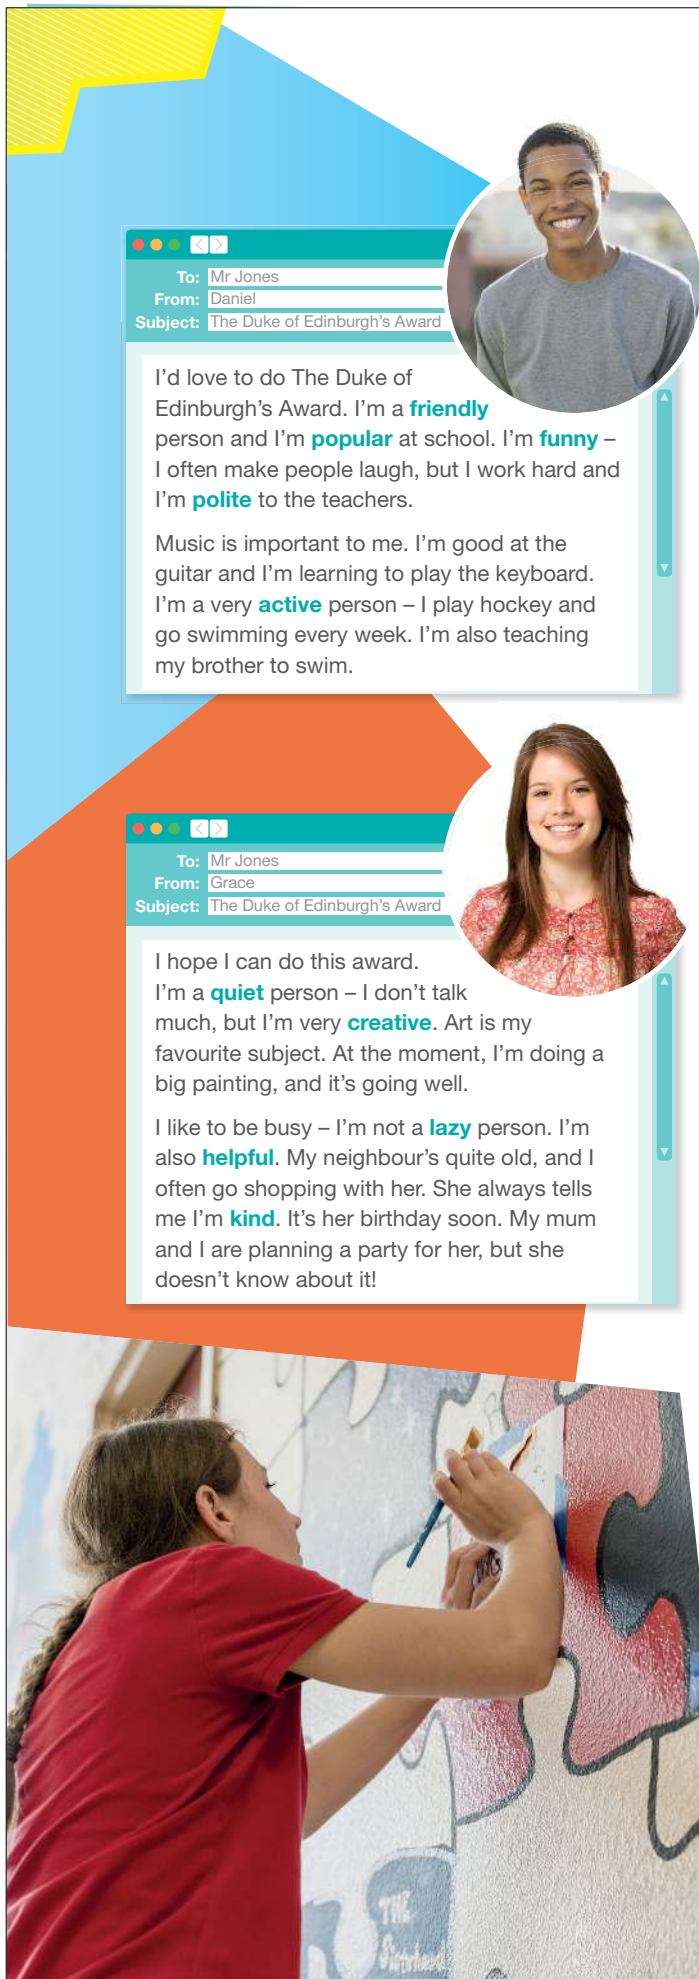 To: Mr Jones
From: Daniel
Subject: The Duke of Edinburgh's Award
I'd love to do The Duke of
Edinburgh's Award. I'm a friendly
person and I'm popular at school. I'm funny –
I often make people laugh, but I work hard and
I'm polite to the teachers.
Music is important to me. I'm good at the
guitar and I'm learning to play the keyboard.
I'm a very active person – I play hockey and
go swimming every week. I'm also teaching
my brother to swim.
To: Mr Jones
From: Grace
Subject: The Duke of Edinburgh's Award
I hope I can do this award.
I'm a quiet person – I don't talk
much, but I'm very creative. Art is my
favourite subject. At the moment, I'm doing a
big painting, and it's going well.
I like to be busy – I'm not a lazy person. I'm
also helpful. My neighbour's quite old, and I
often go shopping with her. She always tells
me I'm kind. It's her birthday soon. My mum
and I are planning a party for her, but she
doesn't know about it!
THE